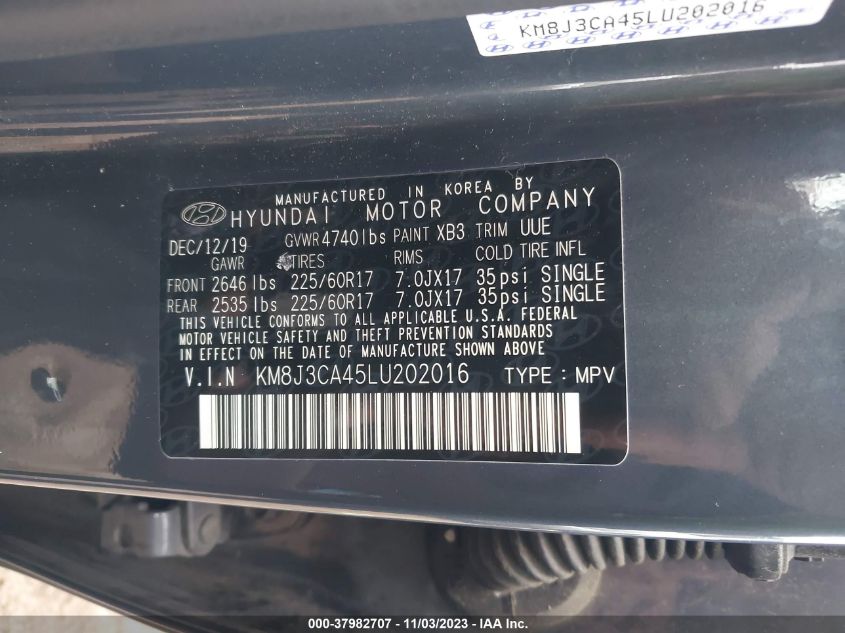 KM8J3CA45LU202016
MANUFACTURED IN KOREA BY
HYUNDAI MOTOR COMPANY
DEC/12/19 GVWR 4740lbs PAINT XB3 TRIM UUE
GAWR TIRES RIMS COLD TIRE INFL
FRONT 2646 lbs 225/60R17 7.0JX17 35psi SINGLE
REAR 2535 lbs 225/60R17 7.0JX17 35psi SINGLE
THIS VEHICLE CONFORMS TO ALL APPLICABLE U.S.A. FEDERAL
MOTOR VEHICLE SAFETY AND THEFT PREVENTION STANDARDS
IN EFFECT ON THE DATE OF MANUFACTURE SHOWN ABOVE
V.I.N KM8J3CA45LU202016 TYPE : MPV
000-37982707 - 11/03/2023 - IAA Inc.